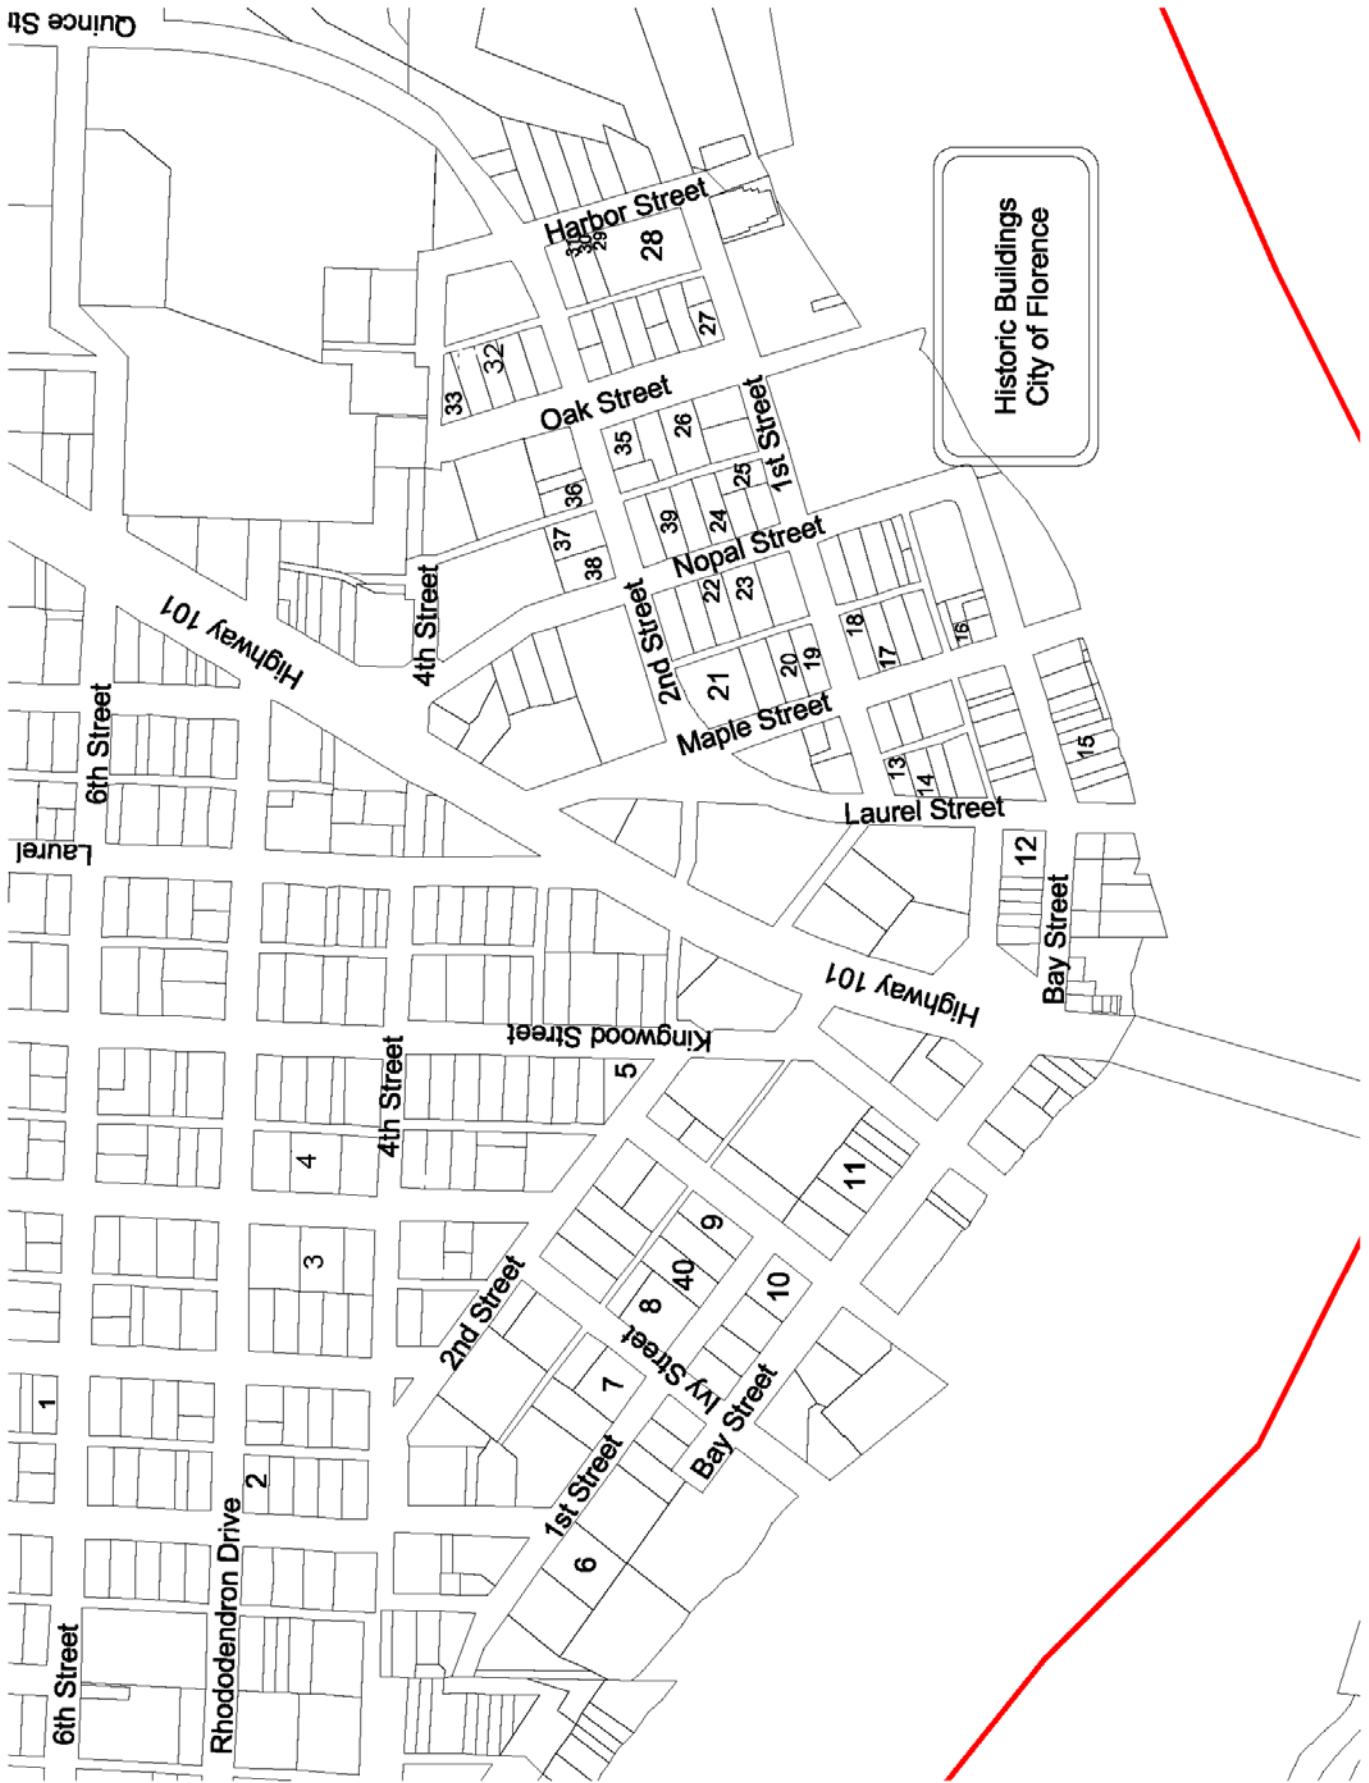 Historic Buildings
City of Florence
Quince Str
Harbor Street
31
30
29
28
27
32
33
Oak Street
35
26
1st Street
25
36
39
24
Nopal Street
37
38
4th Street
Highway 101
22
23
2nd Street
21
20
19
18
17
16
Maple Street
6th Street
13
14
15
Laurel Street
Laurel
12
Bay Street
Highway 101
Kingwood Street
5
4th Street
4
3
11
9
40
8
10
2nd Street
Ivy Street
7
1
Bay Street
2
1st Street
6
Rhododendron Drive
6th Street